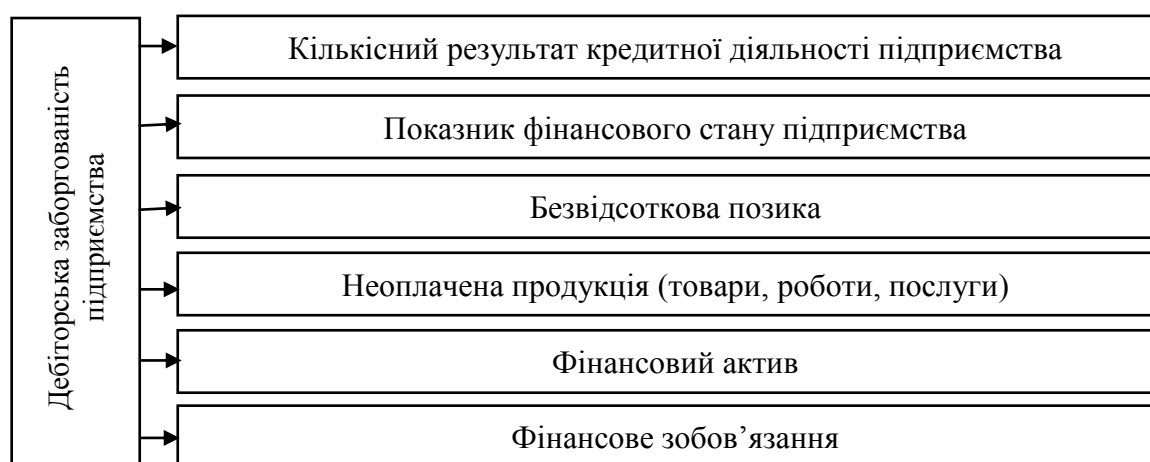 Дебіторська заборгованість
підприємства
Кількісний результат кредитної діяльності підприємства
Показник фінансового стану підприємства
Безвідсоткова позика
Неоплачена продукція (товари, роботи, послуги)
Фінансовий актив
Фінансове зобов’язання